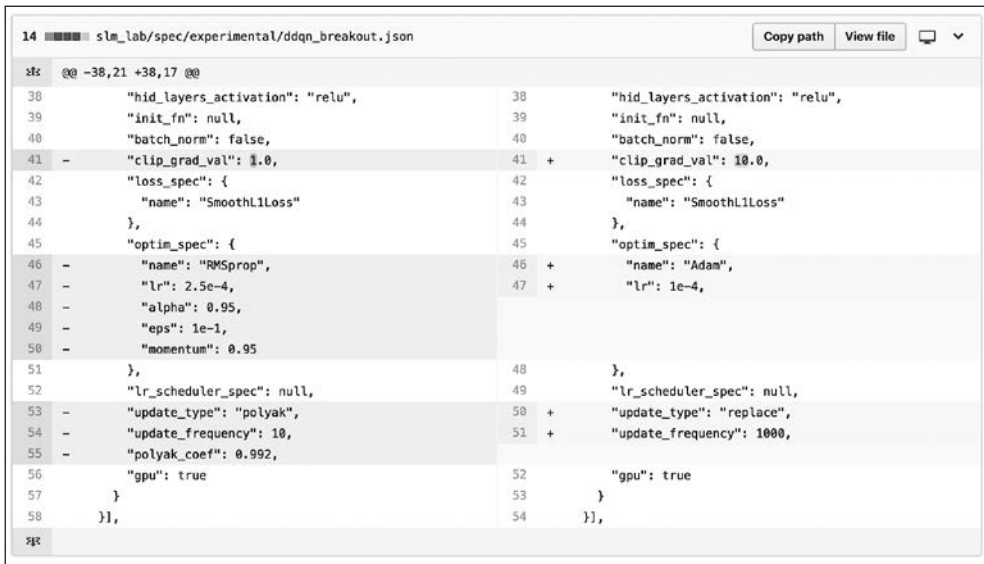 14 slm_lab/spec/experimental/ddqn_breakout.json Copy path View file
@@ -38,21 +38,17 @@
38 "hid_layers_activation": "relu", 38 "hid_layers_activation": "relu",
39 "init_fn": null, 39 "init_fn": null,
40 "batch_norm": false, 40 "batch_norm": false,
41 - "clip_grad_val": 1.0, 41 + "clip_grad_val": 10.0,
42 "loss_spec": { 42 "loss_spec": {
43 "name": "SmoothL1Loss" 43 "name": "SmoothL1Loss"
44 }, 44 },
45 "optim_spec": { 45 "optim_spec": {
46 - "name": "RMSprop", 46 + "name": "Adam",
47 - "lr": 2.5e-4, 47 + "lr": 1e-4,
48 - "alpha": 0.95,
49 - "eps": 1e-1,
50 - "momentum": 0.95
51 }, 48 },
52 "lr_scheduler_spec": null, 49 "lr_scheduler_spec": null,
53 - "update_type": "polyak", 50 + "update_type": "replace",
54 - "update_frequency": 10, 51 + "update_frequency": 1000,
55 - "polyak_coef": 0.992,
56 "gpu": true 52 "gpu": true
57 } 53 }
58 }], 54 }],